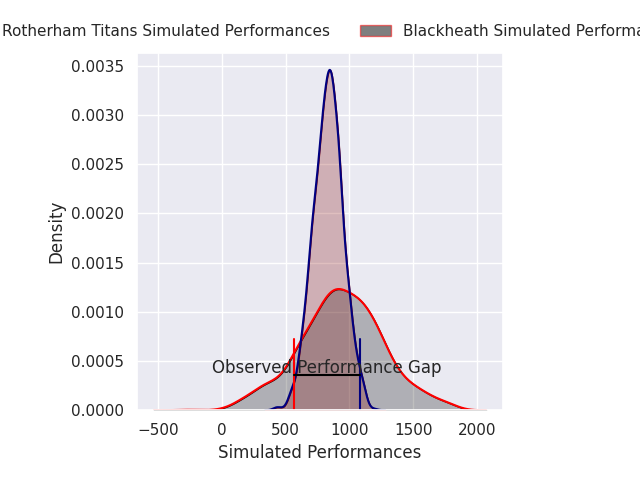 Rotherham Titans Simulated Performances
Blackheath Simulated
0.0035
0.0030
0.0025
0.0020
0.0015
0.0010
0.0005
0.0000
Density
Observed Performance Gap
−500 0 500 1000 1500 2000
Simulated Performances